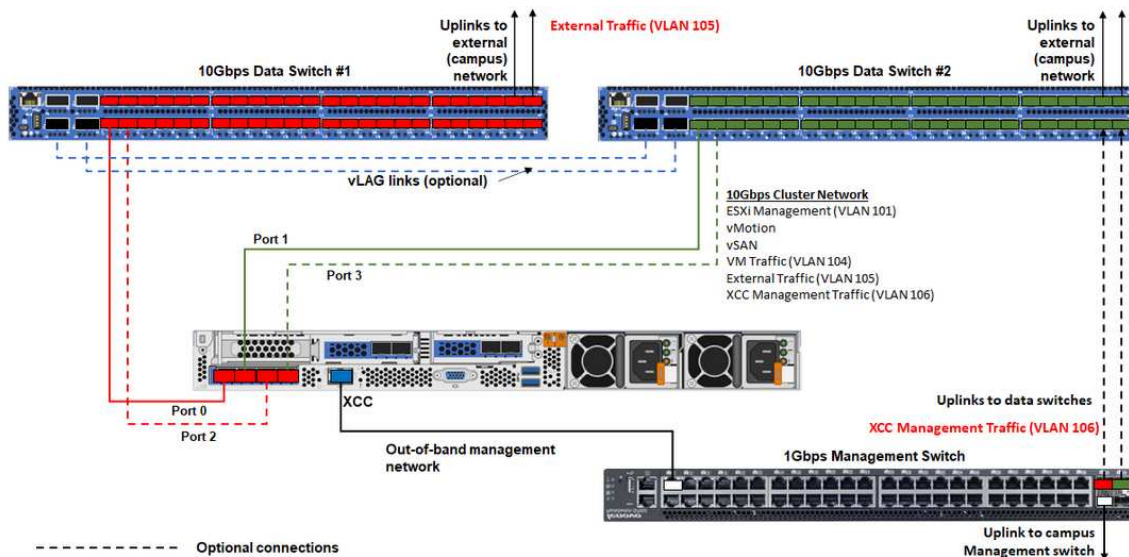 Uplinks to
external
(campus)
network
External Traffic (VLAN 105)
Uplinks to
external
(campus)
network
10Gbps Data Switch #1
10Gbps Data Switch #2
vLAG links (optional)
10Gbps Cluster Network
ESXi Management (VLAN 101)
vMotion
vSAN
VM Traffic (VLAN 104)
External Traffic (VLAN 105)
XCC Management Traffic (VLAN 106)
Port 1
Port 3
XCC
Port 0
Port 2
Uplinks to data switches
XCC Management Traffic (VLAN 106)
Out-of-band management
network
1Gbps Management Switch
Uplink to campus
Management switch
Optional connections